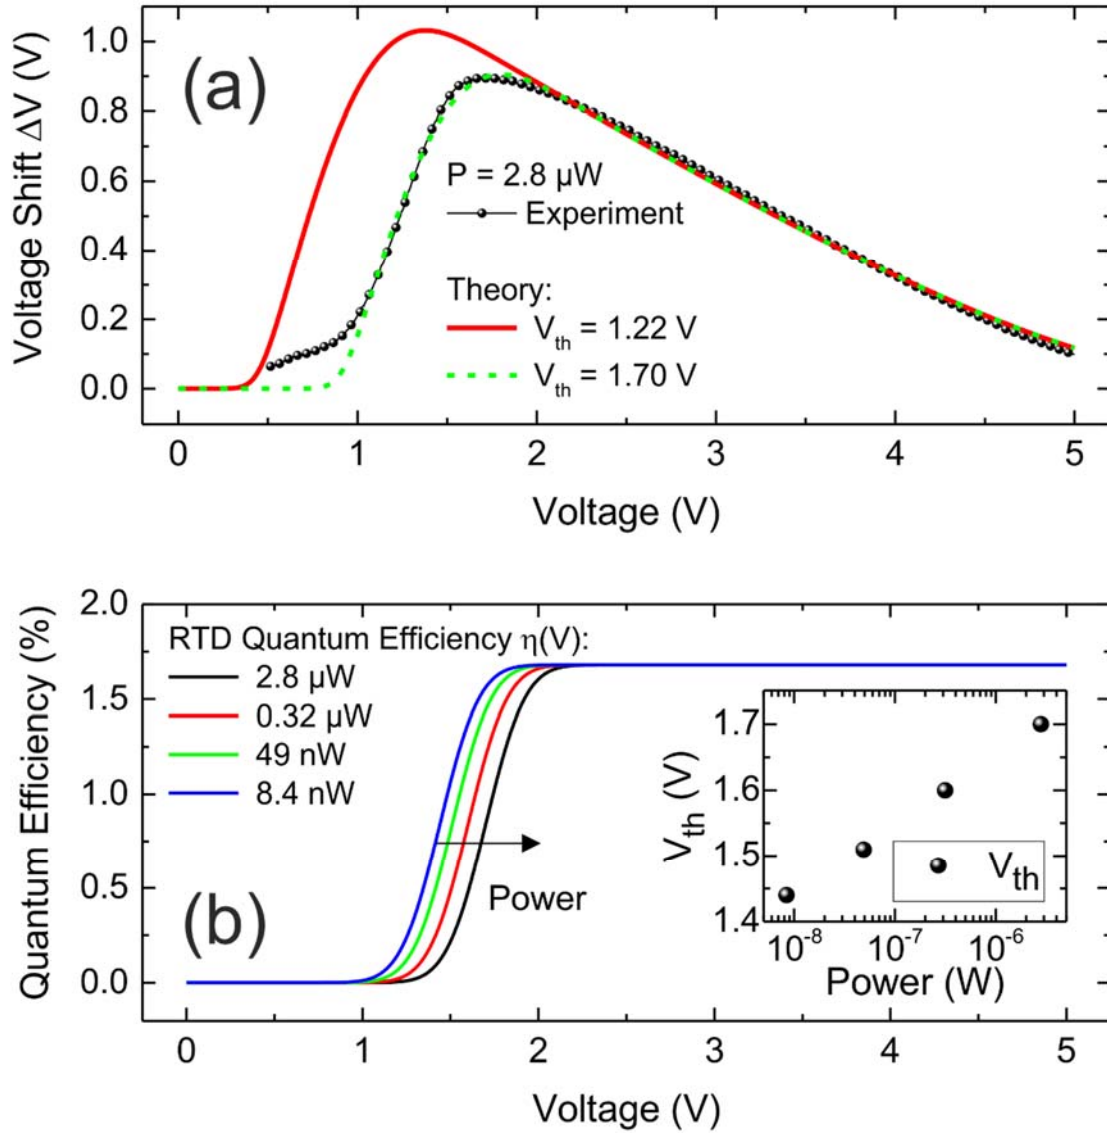 Voltage Shift ΔV (V)
1.0
0.8
0.6
0.4
0.2
0.0
(a)
P = 2.8 µW
Experiment
Theory:
V_th = 1.22 V
V_th = 1.70 V
0 1 2 3 4 5
Voltage (V)
Quantum Efficiency (%)
2.0
1.5
1.0
0.5
0.0
RTD Quantum Efficiency η(V):
2.8 µW
0.32 µW
49 nW
8.4 nW
(b)
Power
V_th (V)
1.7
1.6
1.5
1.4
V_th
10^-8 10^-7 10^-6
Power (W)
0 1 2 3 4 5
Voltage (V)